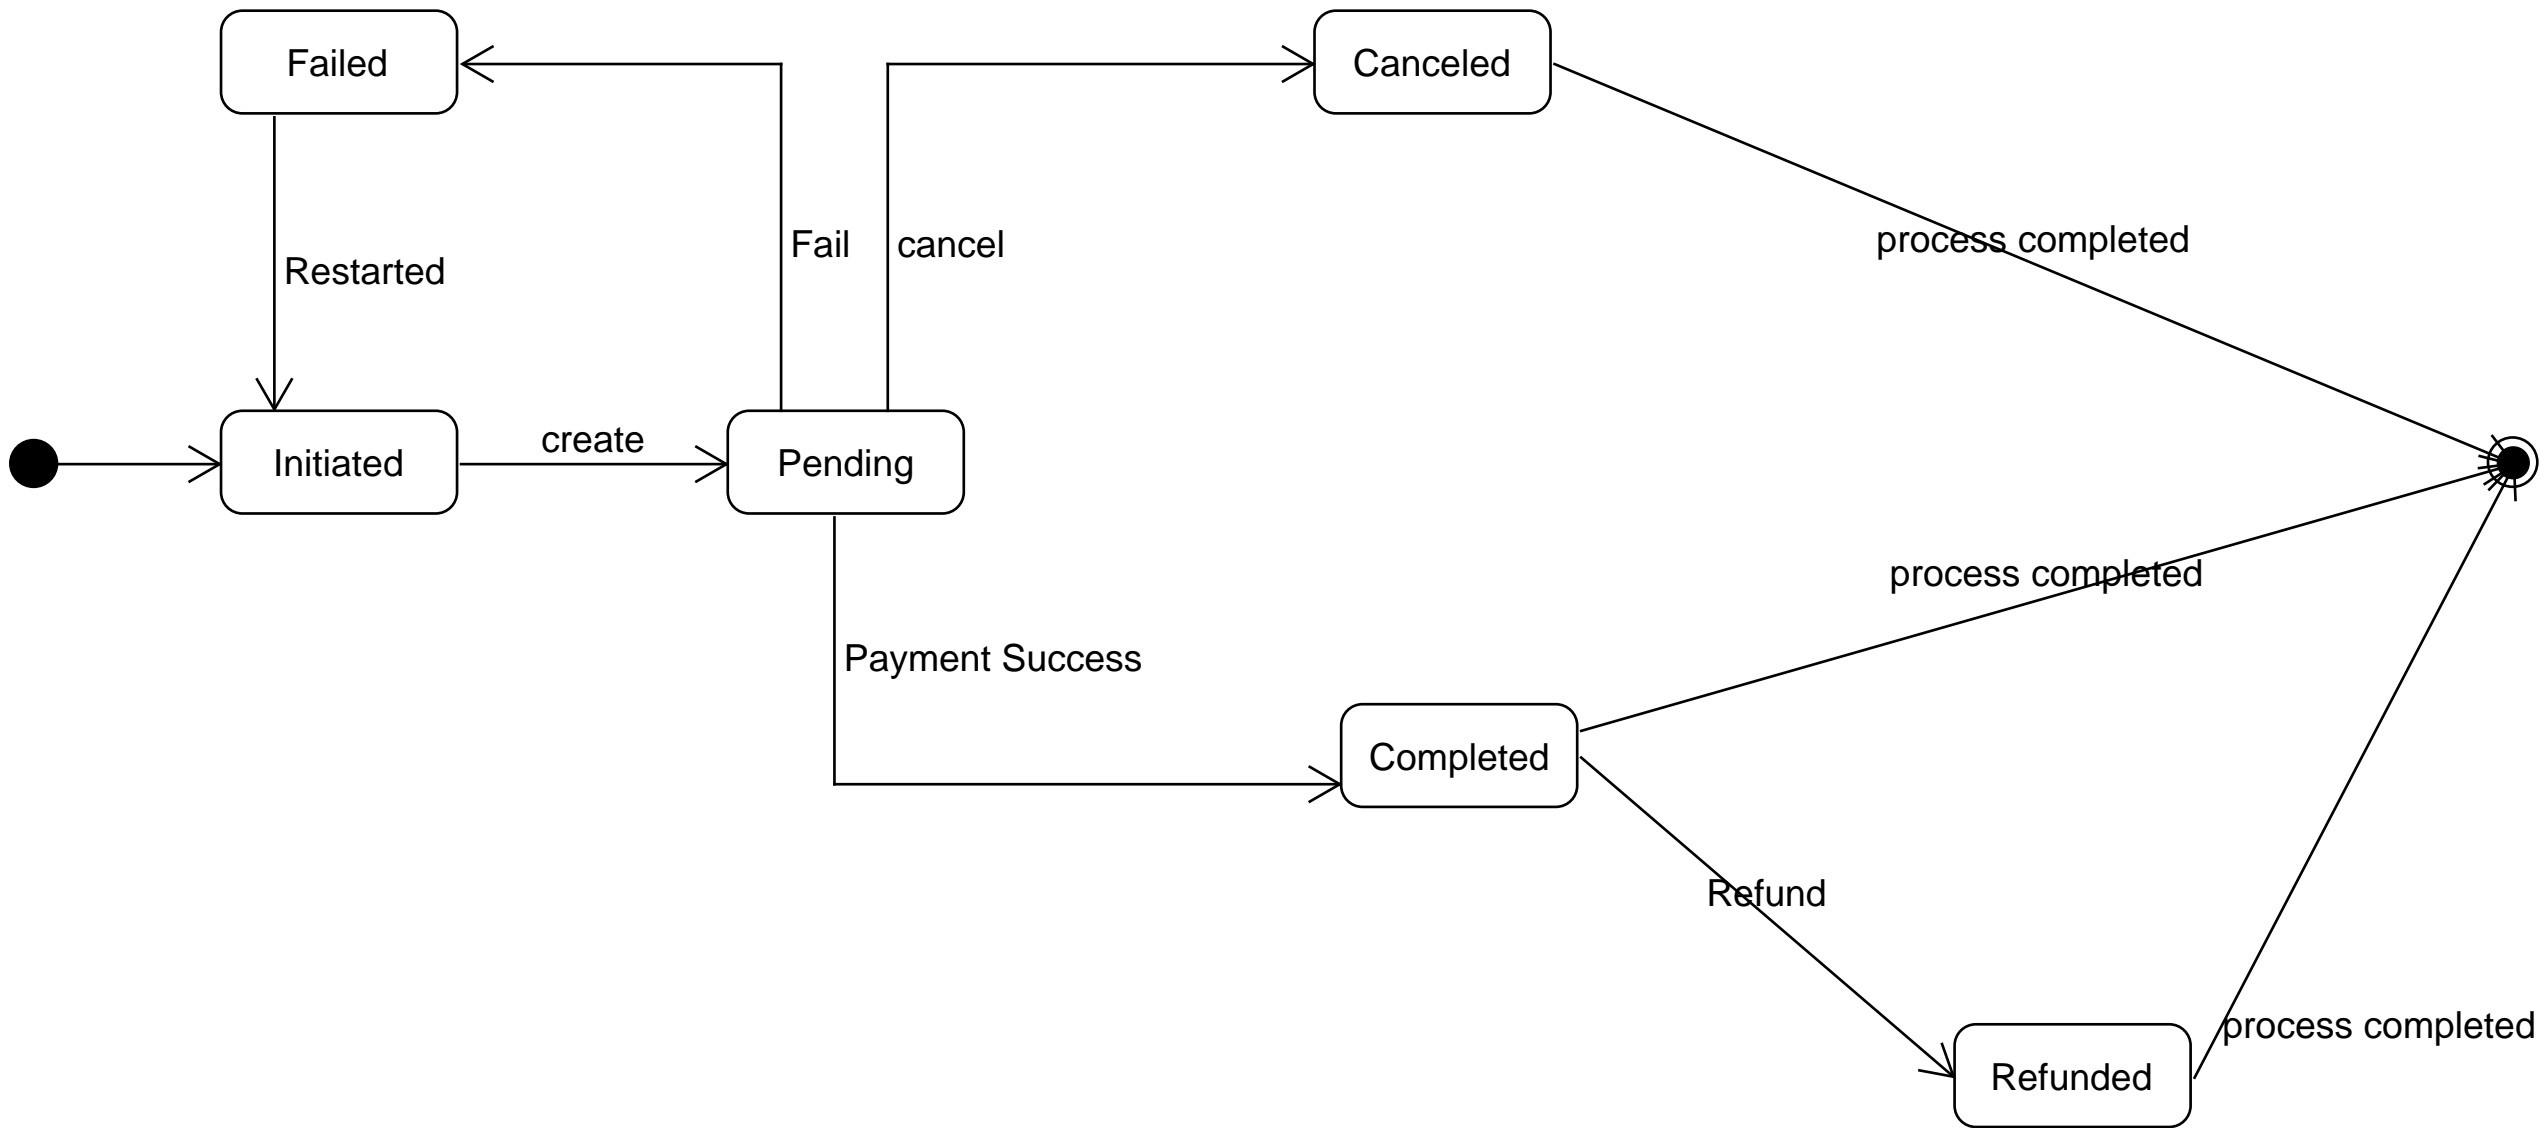 Failed
Canceled
Fail
cancel
process completed
Restarted
create
Initiated
Pending
process completed
Payment Success
Completed
Refund
process completed
Refunded